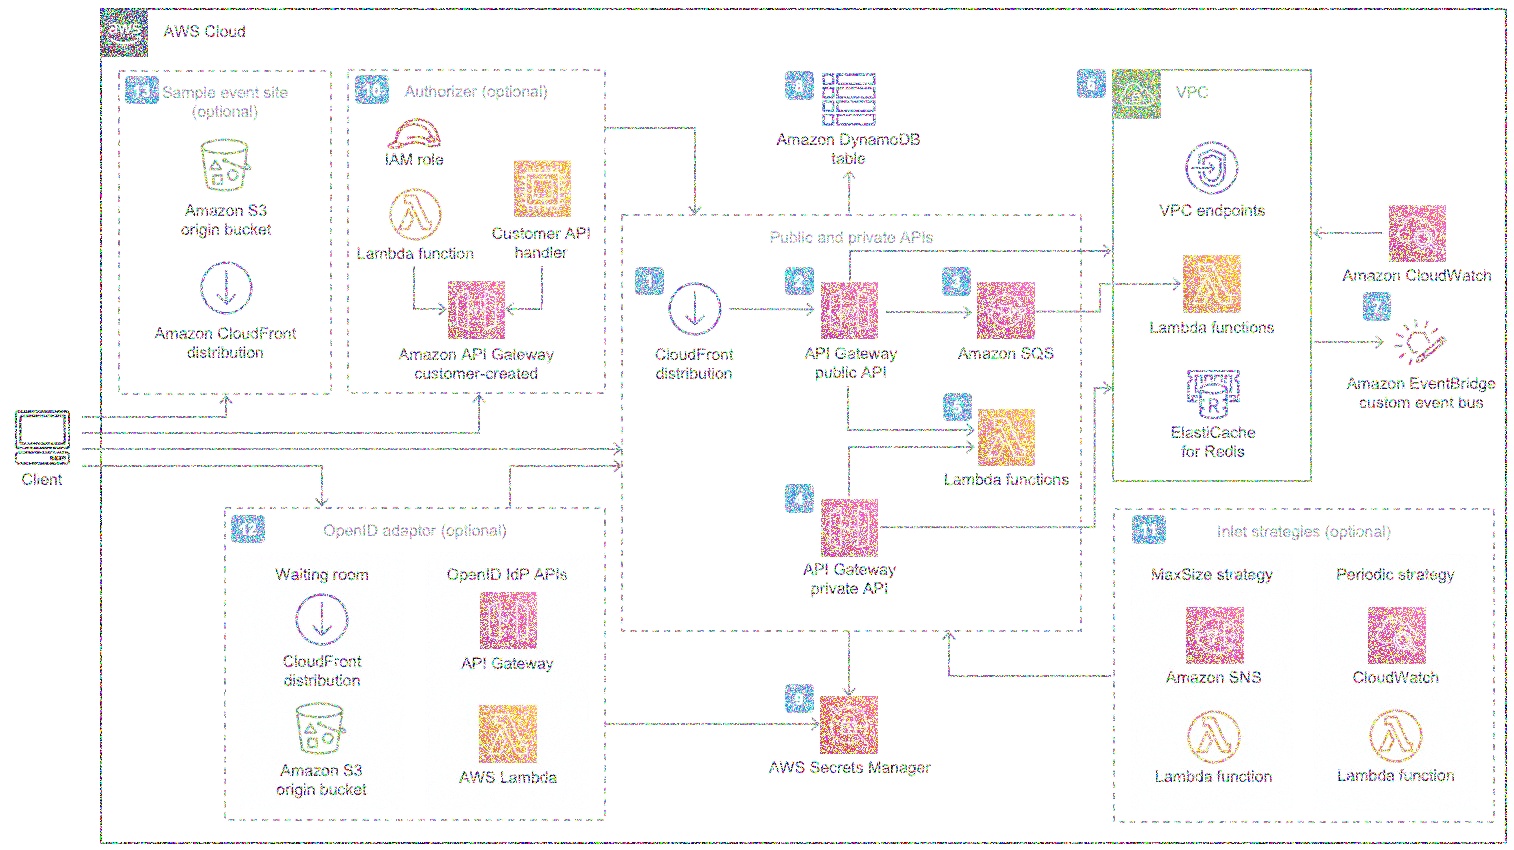 aws
AWS Cloud
13
Sample event site
(optional)
Amazon S3
origin bucket
Amazon CloudFront
distribution
10
Authorizer (optional)
IAM role
Lambda function
Customer API
handler
Amazon API Gateway
customer-created
8
Amazon DynamoDB
table
Public and private APIs
1
CloudFront
distribution
2
API Gateway
public API
3
Amazon SQS
5
Lambda functions
4
API Gateway
private API
6
VPC
VPC endpoints
Lambda functions
R
ElastiCache
for Redis
Amazon CloudWatch
7
Amazon EventBridge
custom event bus
Client
12
OpenID adaptor (optional)
Waiting room
CloudFront
distribution
Amazon S3
origin bucket
OpenID IdP APIs
API Gateway
AWS Lambda
9
AWS Secrets Manager
11
Inlet strategies (optional)
MaxSize strategy
Amazon SNS
Lambda function
Periodic strategy
CloudWatch
Lambda function